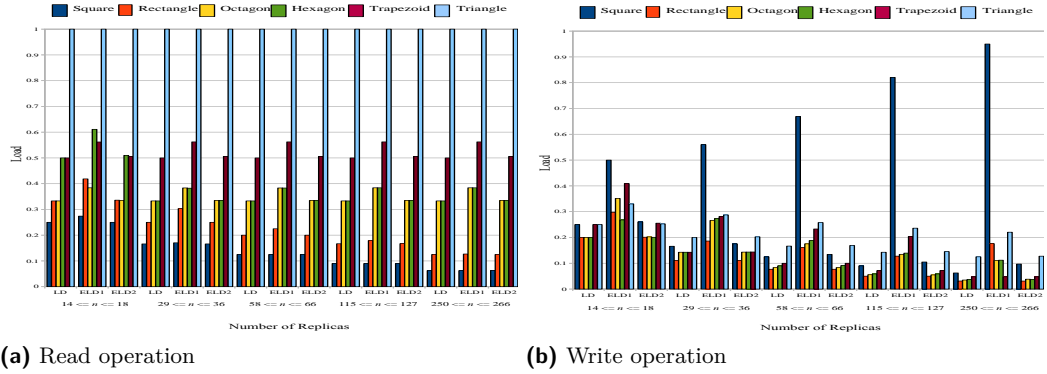 Square Rectangle Octagon Hexagon Trapezoid Triangle
1
0.9
0.8
0.7
0.6
0.5
0.4
0.3
0.2
0.1
0
Load
LD ELD1 ELD2 LD ELD1 ELD2 LD ELD1 ELD2 LD ELD1 ELD2 LD ELD1 ELD2
14 <= n <= 18 29 <= n <= 36 58 <= n <= 66 115 <= n <= 127 250 <= n <= 266
Number of Replicas
(a) Read operation
Square Rectangle Octagon Hexagon Trapezoid Triangle
1
0.9
0.8
0.7
0.6
0.5
0.4
0.3
0.2
0.1
0
Load
LD ELD1 ELD2 LD ELD1 ELD2 LD ELD1 ELD2 LD ELD1 ELD2 LD ELD1 ELD2
14 <= n <= 18 29 <= n <= 36 58 <= n <= 66 115 <= n <= 127 250 <= n <= 266
Number of Replicas
(b) Write operation